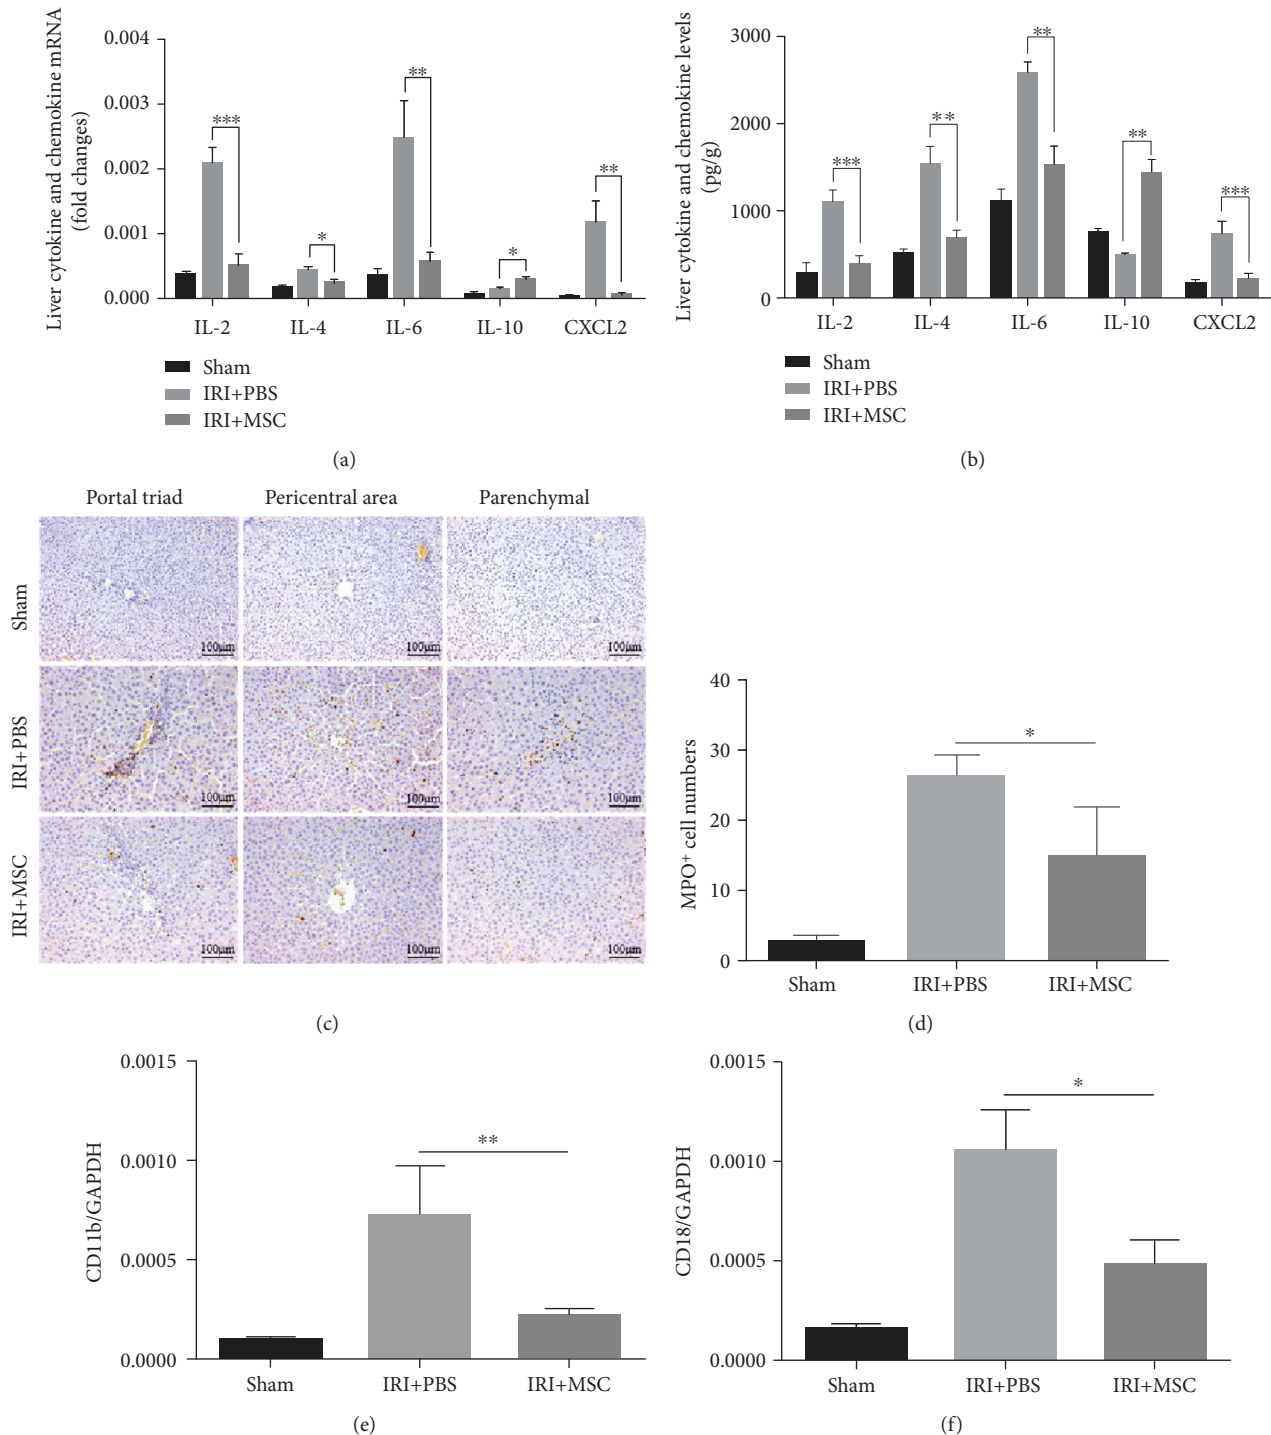 Liver cytokine and chemokine mRNA
(fold changes)
0.004
0.003
0.002
0.001
0.000
***
*
**
*
**
IL-2 IL-4 IL-6 IL-10 CXCL2
Sham
IRI+PBS
IRI+MSC
(a)
Liver cytokine and chemokine levels
(pg/g)
3000
2000
1000
0
***
**
**
**
***
IL-2 IL-4 IL-6 IL-10 CXCL2
Sham
IRI+PBS
IRI+MSC
(b)
Portal triad Pericentral area Parenchymal
Sham
100μm 100μm 100μm
IRI+PBS
100μm 100μm 100μm
IRI+MSC
100μm 100μm 100μm
(c)
MPO⁺ cell numbers
40
30
20
10
0
*
Sham IRI+PBS IRI+MSC
(d)
CD11b/GAPDH
0.0015
0.0010
0.0005
0.0000
**
Sham IRI+PBS IRI+MSC
(e)
CD18/GAPDH
0.0015
0.0010
0.0005
0.0000
*
Sham IRI+PBS IRI+MSC
(f)